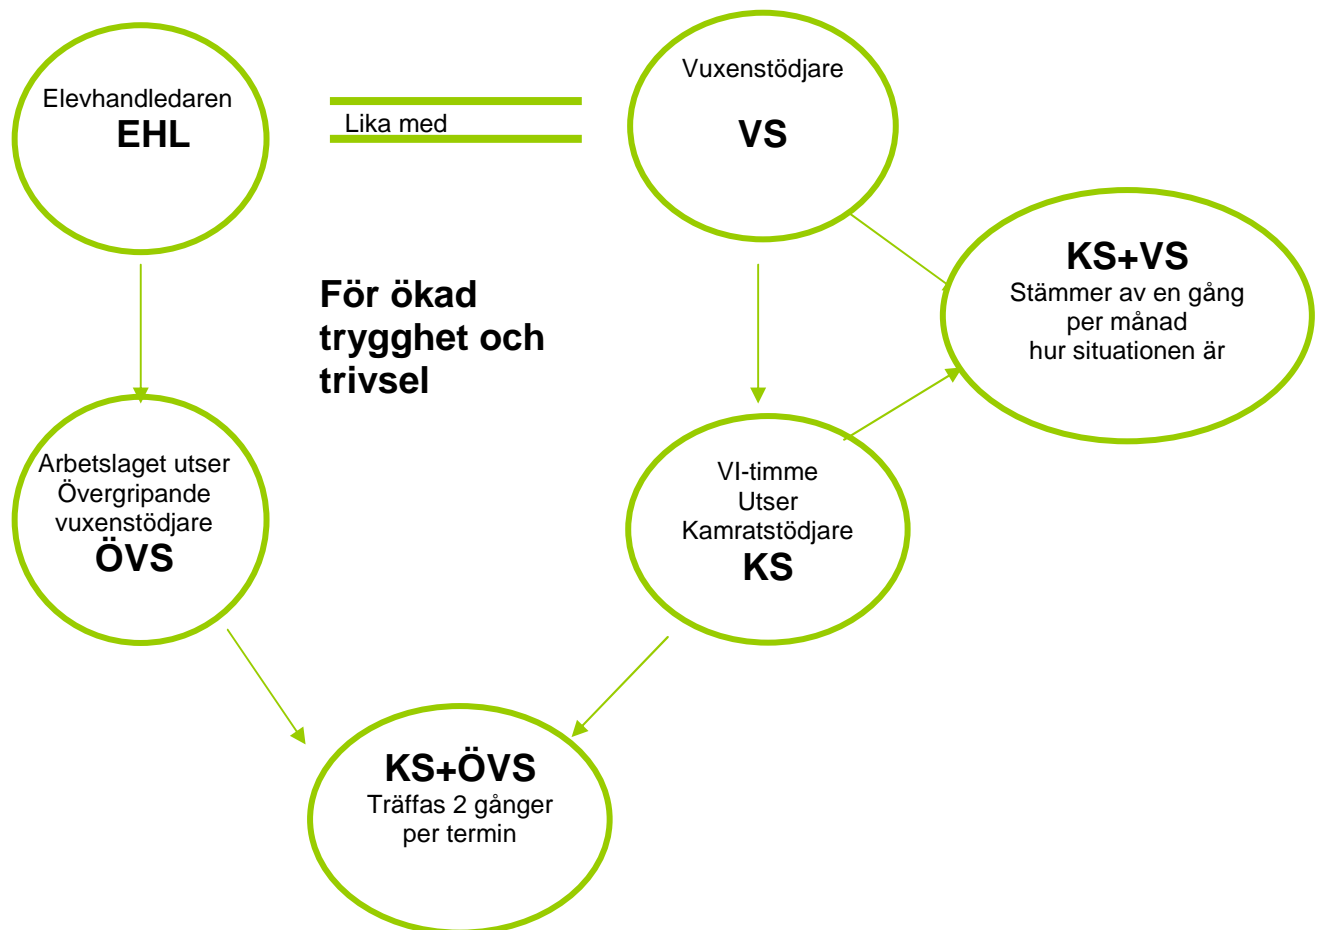 Elevhandledaren
EHL
Lika med
Vuxenstödjare
VS
KS+VS
Stämmer av en gång
per månad
hur situationen är
För ökad
trygghet och
trivsel
Arbetslaget utser
Övergripande
vuxenstödjare
ÖVS
VI-timme
Utser
Kamratstödjare
KS
KS+ÖVS
Träffas 2 gånger
per termin